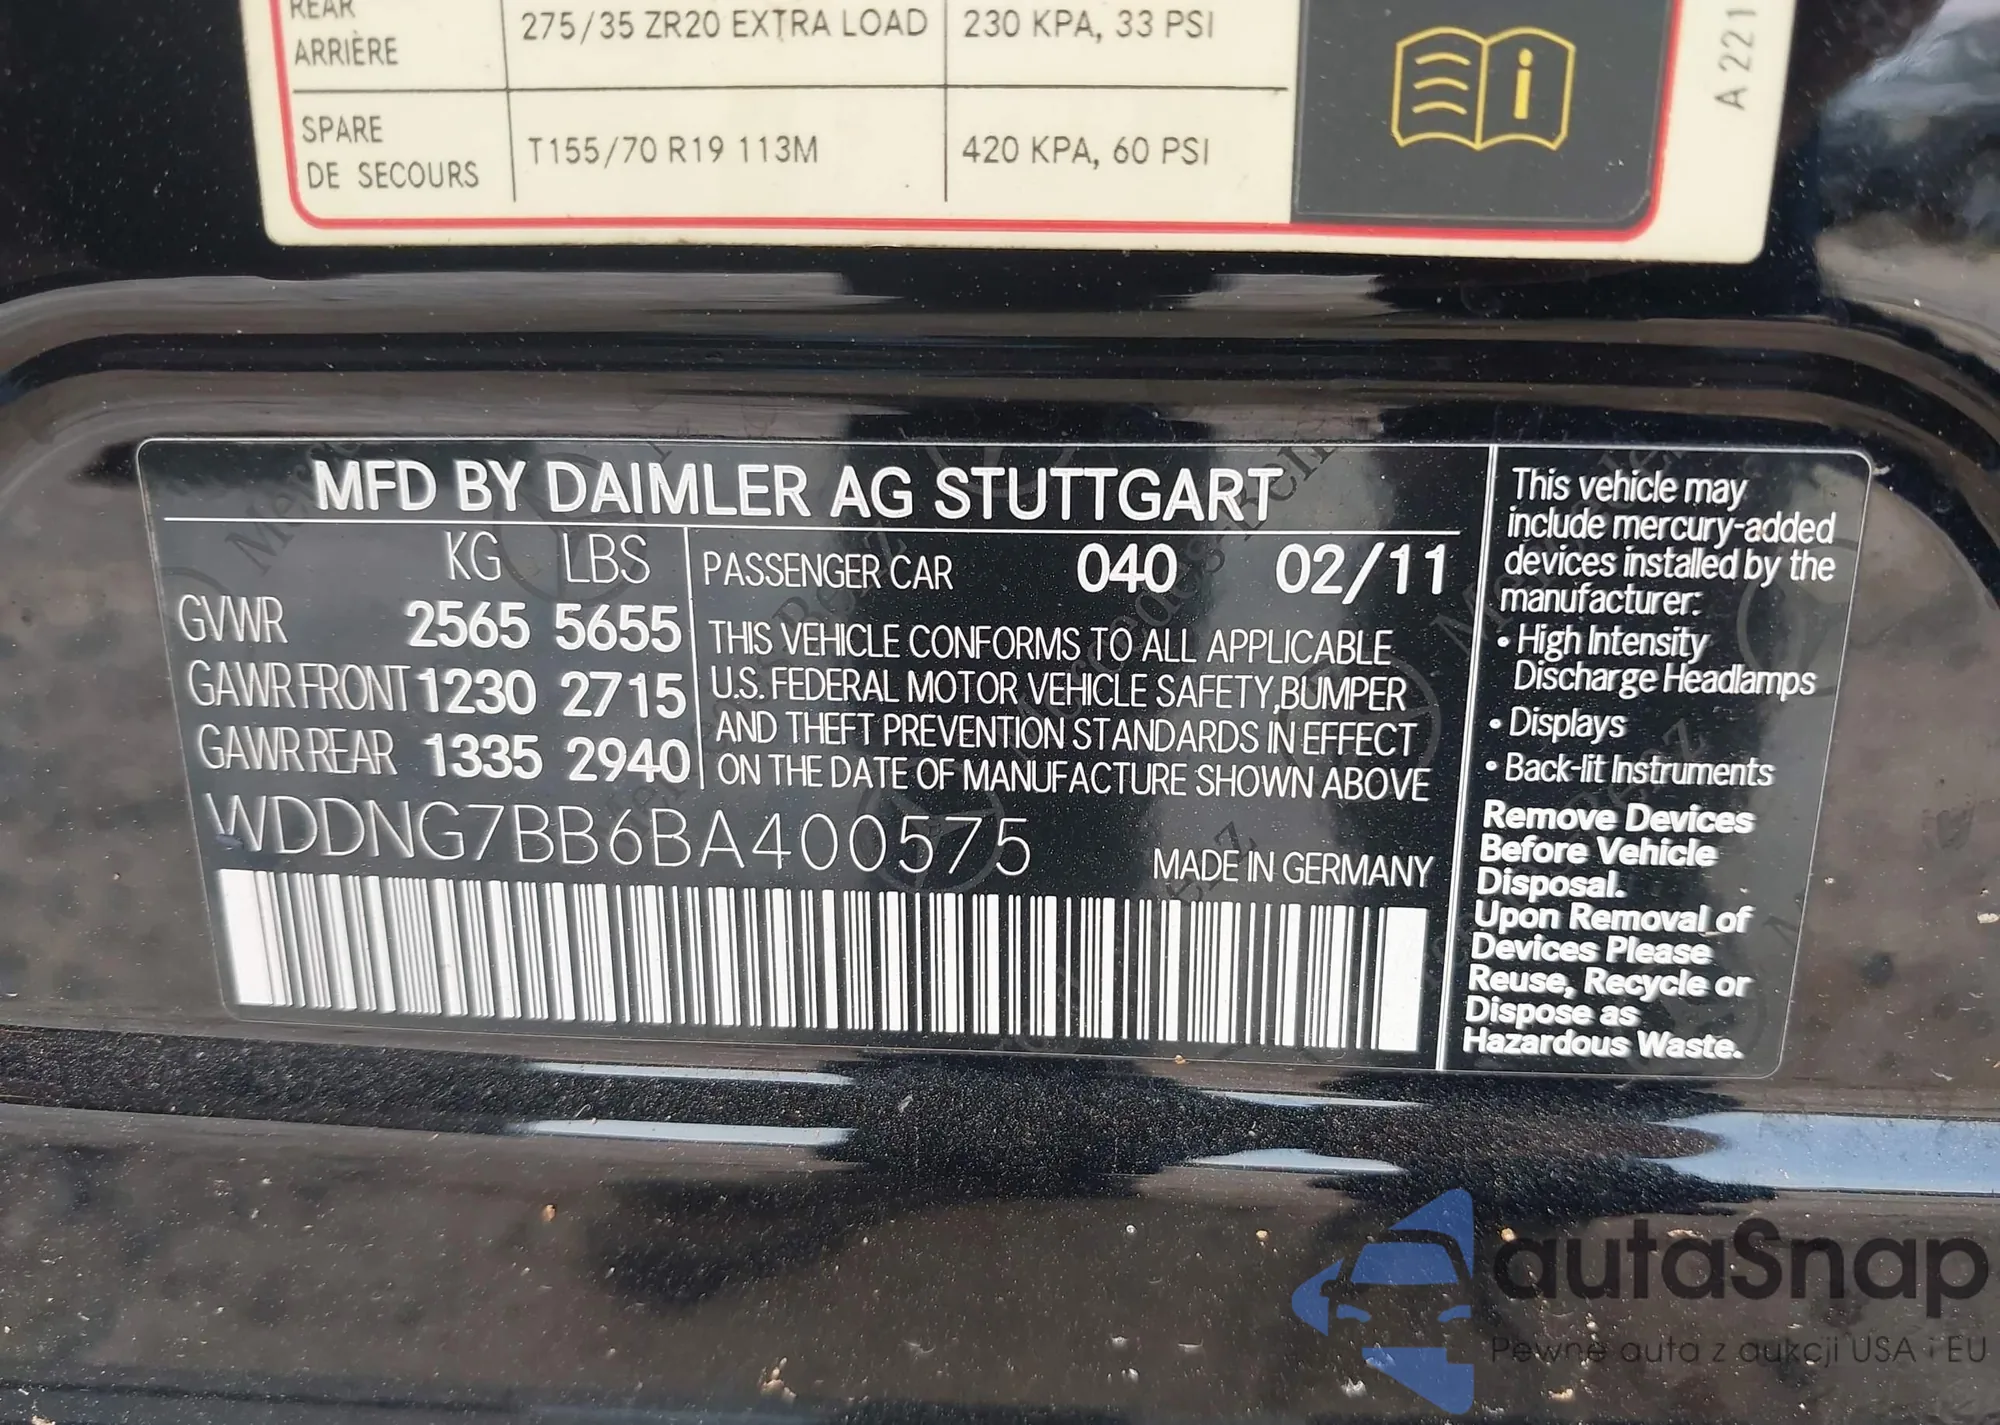 REAR
ARRIÈRE
275/35 ZR20 EXTRA LOAD
230 KPA, 33 PSI
SPARE
DE SECOURS
T155/70 R19 113M
420 KPA, 60 PSI
A 221
MFD BY DAIMLER AG STUTTGART
KG LBS
GVWR 2565 5655
GAWR FRONT 1230 2715
GAWR REAR 1335 2940
PASSENGER CAR 040 02/11
THIS VEHICLE CONFORMS TO ALL APPLICABLE
U.S. FEDERAL MOTOR VEHICLE SAFETY,BUMPER
AND THEFT PREVENTION STANDARDS IN EFFECT
ON THE DATE OF MANUFACTURE SHOWN ABOVE
WDDNG7BB6BA400575
MADE IN GERMANY
This vehicle may
include mercury-added
devices installed by the
manufacturer:
• High Intensity
Discharge Headlamps
• Displays
• Back-lit Instruments
Remove Devices
Before Vehicle
Disposal.
Upon Removal of
Devices Please
Reuse, Recycle or
Dispose as
Hazardous Waste.
autaSnap
Pewne auta z aukcji USA i EU